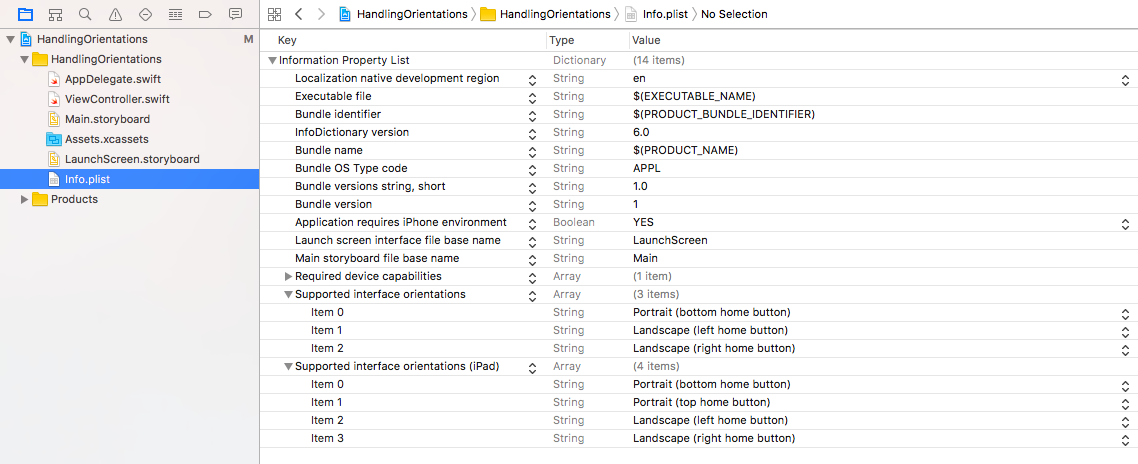 HandlingOrientations HandlingOrientations Info.plist No Selection
HandlingOrientations M
HandlingOrientations
AppDelegate.swift
ViewController.swift
Main.storyboard
Assets.xcassets
LaunchScreen.storyboard
Info.plist
Products
Key Type Value
Information Property List Dictionary (14 items)
Localization native development region String en
Executable file String $(EXECUTABLE_NAME)
Bundle identifier String $(PRODUCT_BUNDLE_IDENTIFIER)
InfoDictionary version String 6.0
Bundle name String $(PRODUCT_NAME)
Bundle OS Type code String APPL
Bundle versions string, short String 1.0
Bundle version String 1
Application requires iPhone environment Boolean YES
Launch screen interface file base name String LaunchScreen
Main storyboard file base name String Main
Required device capabilities Array (1 item)
Supported interface orientations Array (3 items)
Item 0 String Portrait (bottom home button)
Item 1 String Landscape (left home button)
Item 2 String Landscape (right home button)
Supported interface orientations (iPad) Array (4 items)
Item 0 String Portrait (bottom home button)
Item 1 String Portrait (top home button)
Item 2 String Landscape (left home button)
Item 3 String Landscape (right home button)